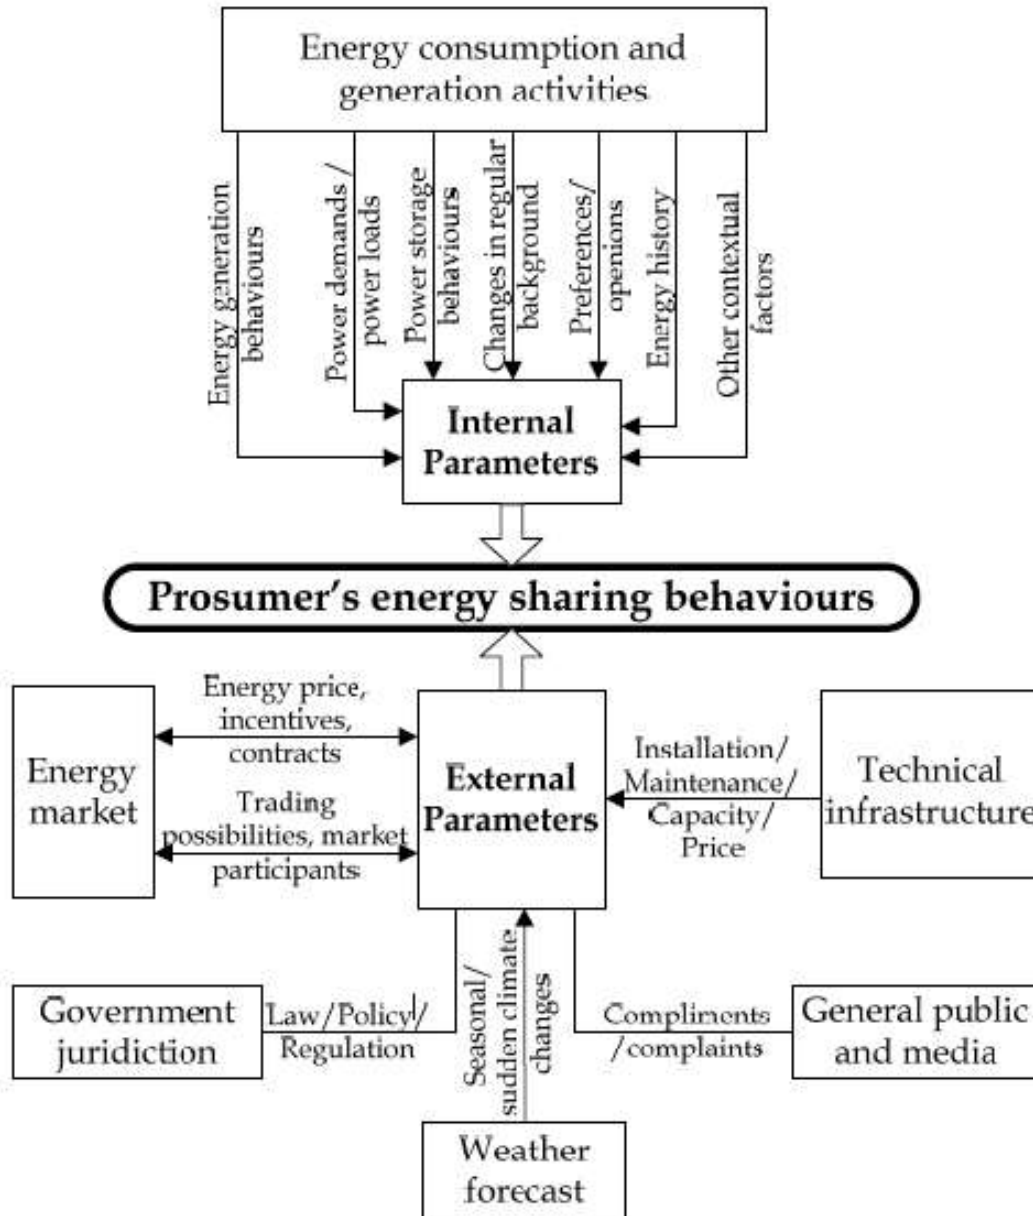 Energy consumption and
generation activities
Energy generation
behaviours
Power demands /
power loads
Power storage
behaviours
Changes in regular
background
Preferences/
openions
Energy history
Other contextual
factors
Internal
Parameters
Prosumer's energy sharing behaviours
Energy
market
Energy price,
incentives,
contracts
Trading
possibilities, market
participants
External
Parameters
Installation/
Maintenance/
Capacity/
Price
Technical
infrastructure
Government
juridiction
Law/Policy/
Regulation
Seasonal/
sudden climate
changes
Compliments
/complaints
General public
and media
Weather
forecast